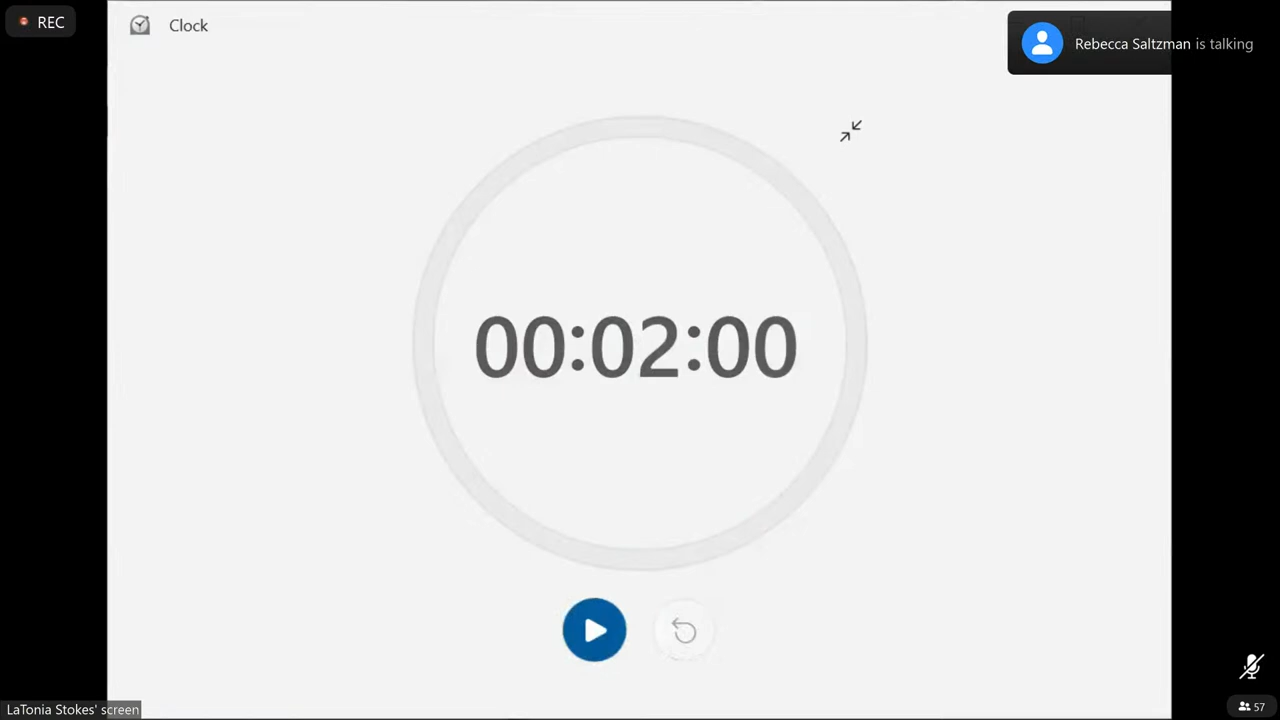 REC
Clock
Rebecca Saltzman is talking
00:02:00
LaTonia Stokes' screen
57